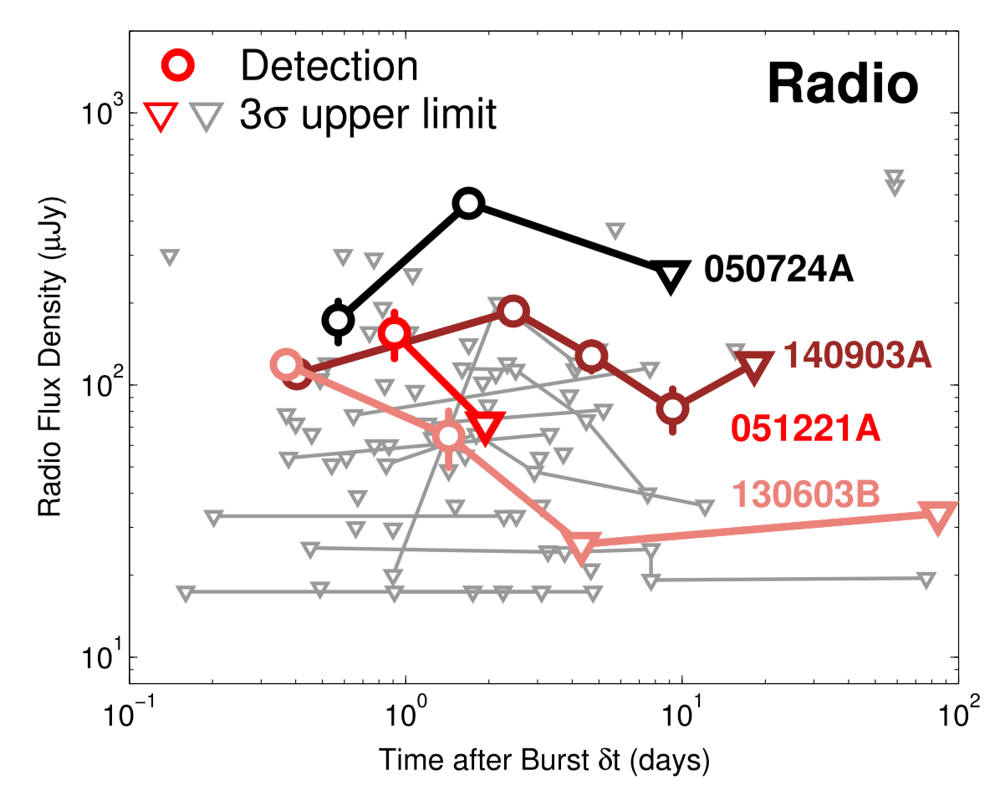 Detection
Radio
3σ upper limit
10³
10²
10¹
Radio Flux Density (μJy)
050724A
140903A
051221A
130603B
10⁻¹
10⁰
10¹
10²
Time after Burst δt (days)